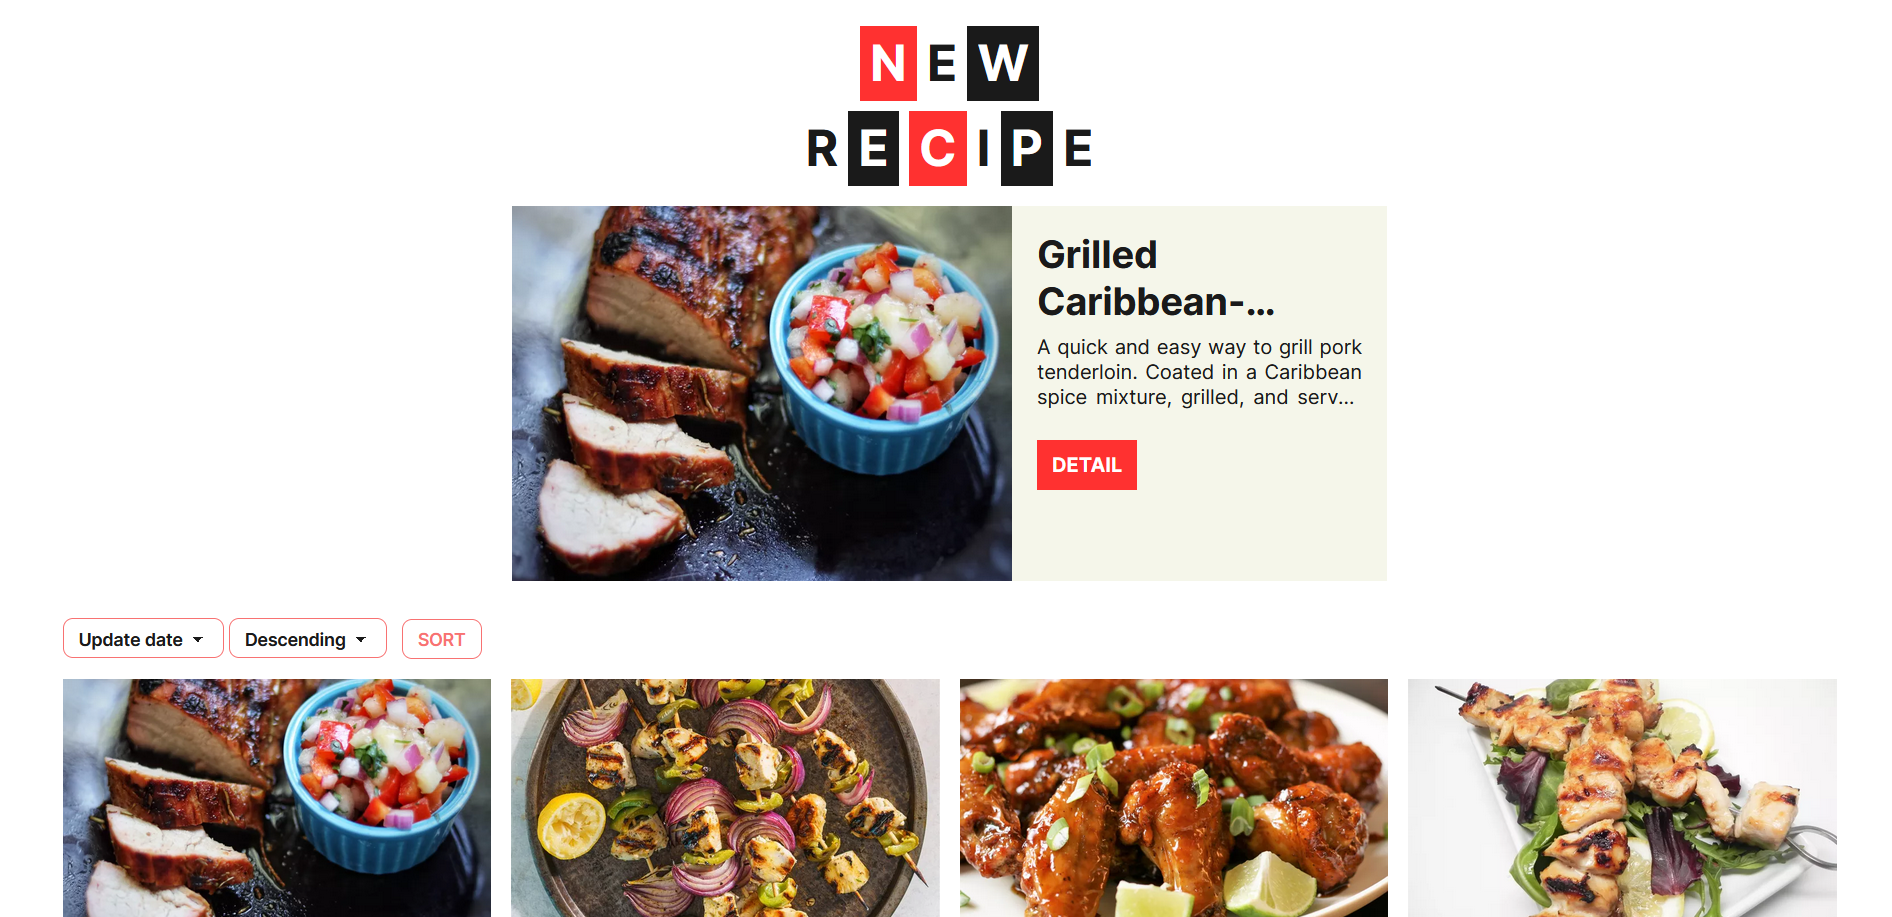 NEW
RECIPE
Grilled
Caribbean-...
A quick and easy way to grill pork
tenderloin. Coated in a Caribbean
spice mixture, grilled, and serv...
DETAIL
Update date
Descending
SORT